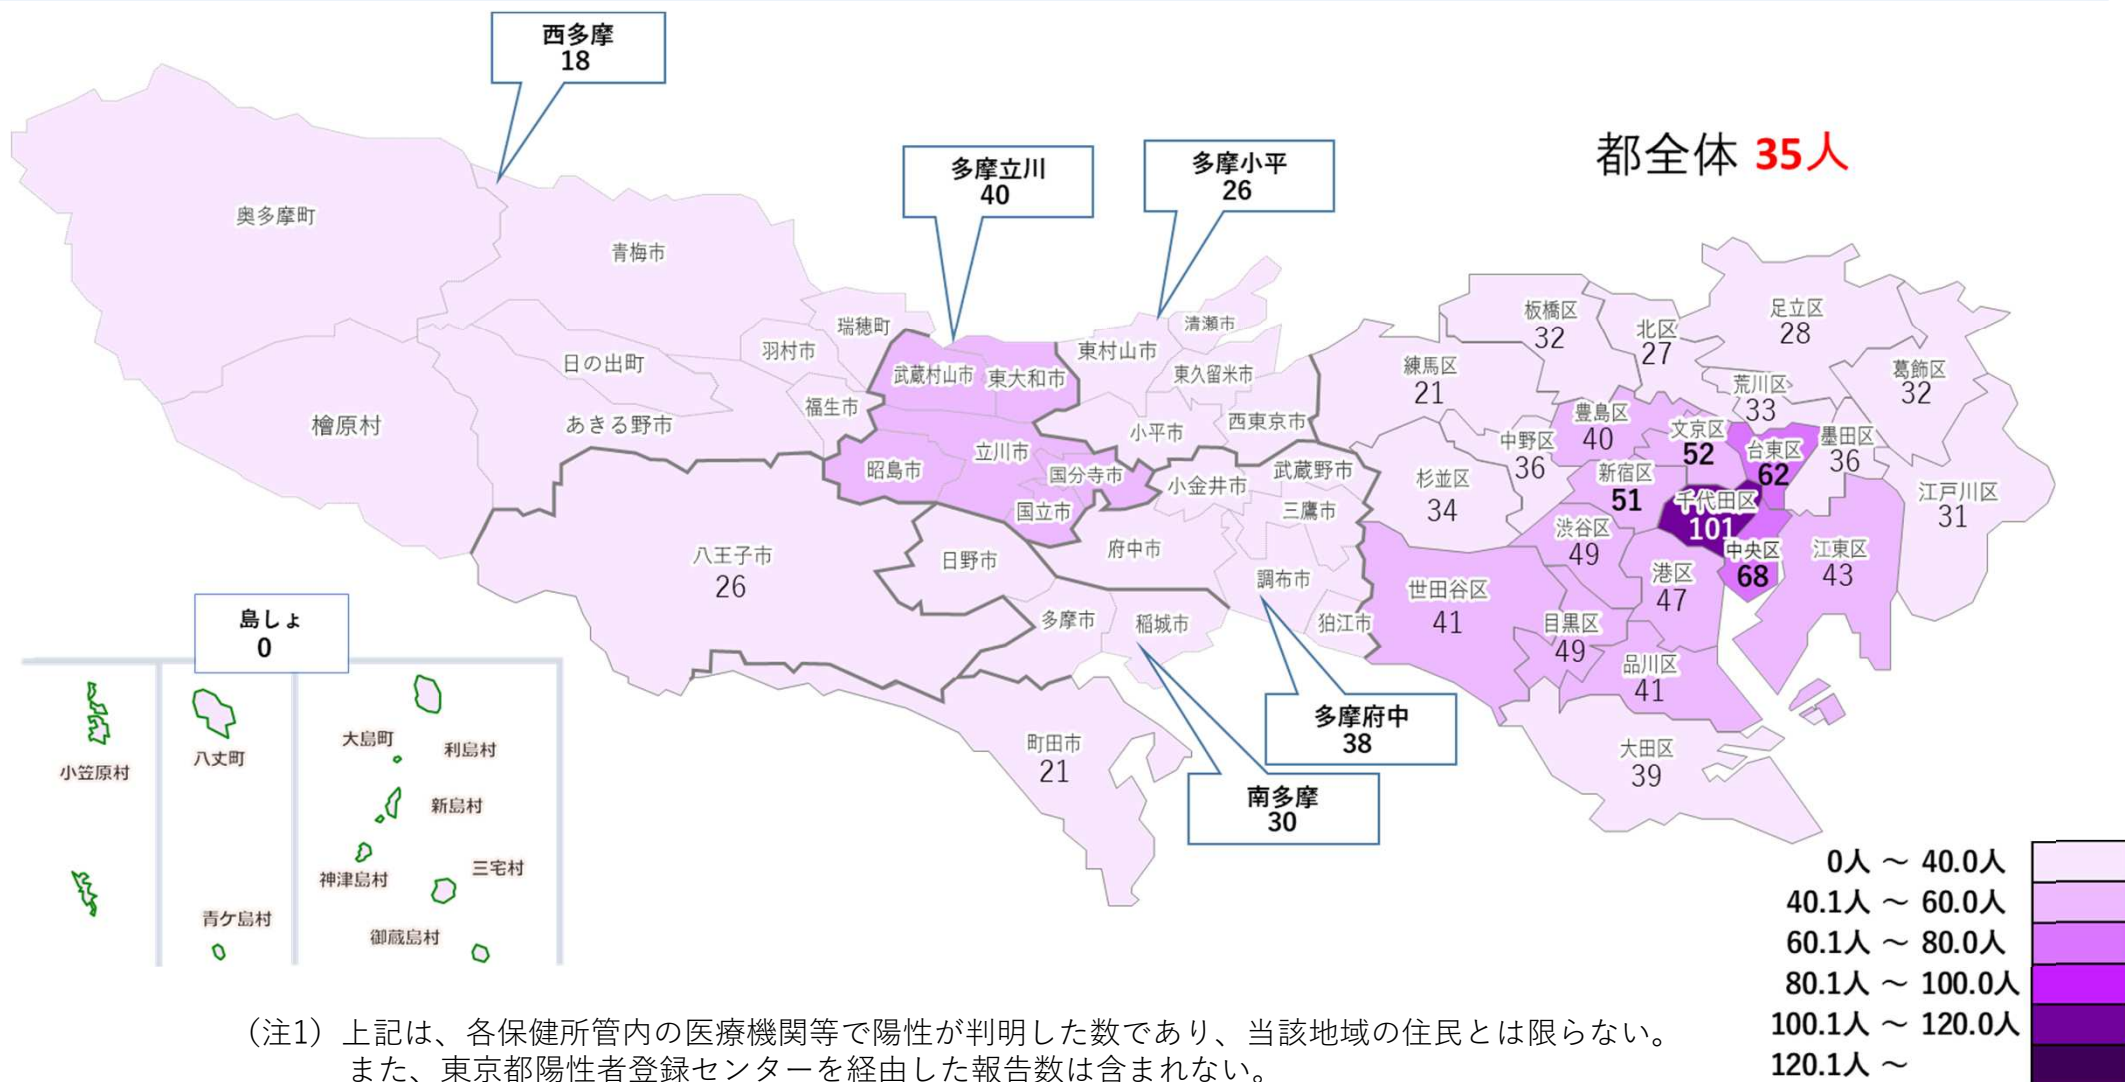 西多摩
18
多摩立川
40
多摩小平
26
都全体 35人
奥多摩町
青梅市
瑞穂町
羽村市
日の出町
福生市
檜原村
あきる野市
武蔵村山市
東大和市
東村山市
清瀬市
東久留米市
小平市
西東京市
昭島市
立川市
国分寺市
国立市
小金井市
武蔵野市
三鷹市
府中市
調布市
狛江市
八王子市
26
日野市
多摩市
稲城市
町田市
21
多摩府中
38
南多摩
30
板橋区
32
北区
27
足立区
28
葛飾区
32
練馬区
21
荒川区
33
豊島区
40
文京区
52
台東区
62
墨田区
36
中野区
36
杉並区
34
新宿区
51
千代田区
101
江戸川区
31
渋谷区
49
中央区
68
江東区
43
港区
47
世田谷区
41
目黒区
49
品川区
41
大田区
39
島しょ
0
小笠原村
八丈町
青ケ島村
大島町
利島村
新島村
神津島村
三宅村
御蔵島村
0人 ～ 40.0人
40.1人 ～ 60.0人
60.1人 ～ 80.0人
80.1人 ～ 100.0人
100.1人 ～ 120.0人
120.1人 ～
（注1）上記は、各保健所管内の医療機関等で陽性が判明した数であり、当該地域の住民とは限らない。
また、東京都陽性者登録センターを経由した報告数は含まれない。